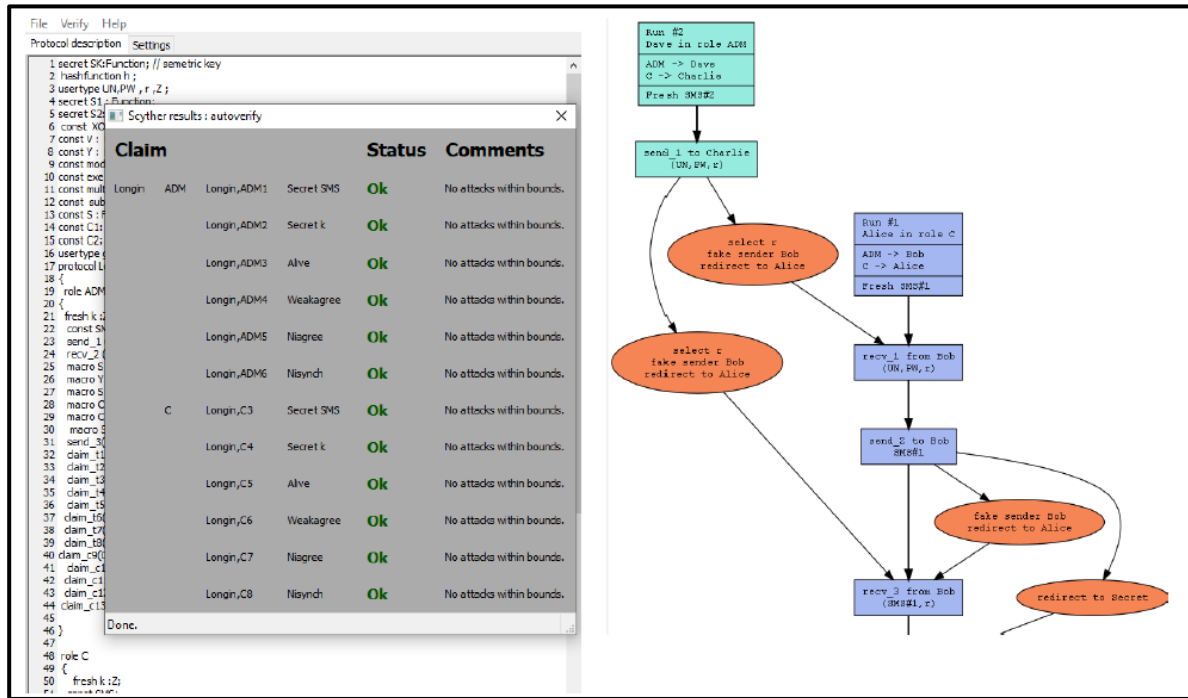 File Verify Help
Protocol description Settings
1 secret SK:Function; // semetric key
2 hashfunction h ;
3 usertype UN,PW , r ,Z ;
4 secret S1 : Function;
5 secret S2:
6 const XO
7 const V :
8 const Y :
9 const mod
10 const exe
11 const mult
12 const sub
13 const S : F
14 const C1:
15 const C2:
16 usertype g
17 protocol L
18 {
19 role ADM
20 {
21 fresh k :Z
22 const SM
23 send_1
24 recv_2 (
25 macro S
26 macro Y
27 macro S
28 macro C
29 macro C
30 macro S
31 send_3(
32 claim_t1
33 claim_t2
34 claim_t3
35 claim_t4
36 claim_t5
37 claim_t6(
38 claim_t7(
39 claim_t8(
40 claim_c9(
41 claim_c1
42 claim_c1
43 claim_c12
44 claim_c13
45
46 }
47
48 role C
49 {
50 fresh k :Z;
51 const SMS;
Scyther results : autoverify
Claim Status Comments
Longin ADM Longin,ADM1 Secret SMS Ok No attacks within bounds.
Longin,ADM2 Secret k Ok No attacks within bounds.
Longin,ADM3 Alive Ok No attacks within bounds.
Longin,ADM4 Weakagree Ok No attacks within bounds.
Longin,ADM5 Niagree Ok No attacks within bounds.
Longin,ADM6 Nisynch Ok No attacks within bounds.
C Longin,C3 Secret SMS Ok No attacks within bounds.
Longin,C4 Secret k Ok No attacks within bounds.
Longin,C5 Alive Ok No attacks within bounds.
Longin,C6 Weakagree Ok No attacks within bounds.
Longin,C7 Niagree Ok No attacks within bounds.
Longin,C8 Nisynch Ok No attacks within bounds.
Done.
Run #2
Dave in role ADM
ADM -> Dave
C -> Charlie
Fresh SMS#2
send_1 to Charlie
(UN,PW,r)
select r
fake sender Bob
redirect to Alice
Run #1
Alice in role C
ADM -> Bob
C -> Alice
Fresh SMS#1
select r
fake sender Bob
redirect to Alice
recv_1 from Bob
(UN,PW,r)
send_2 to Bob
SMS#1
fake sender Bob
redirect to Alice
recv_3 from Bob
(SMS#1,r)
redirect to Secret